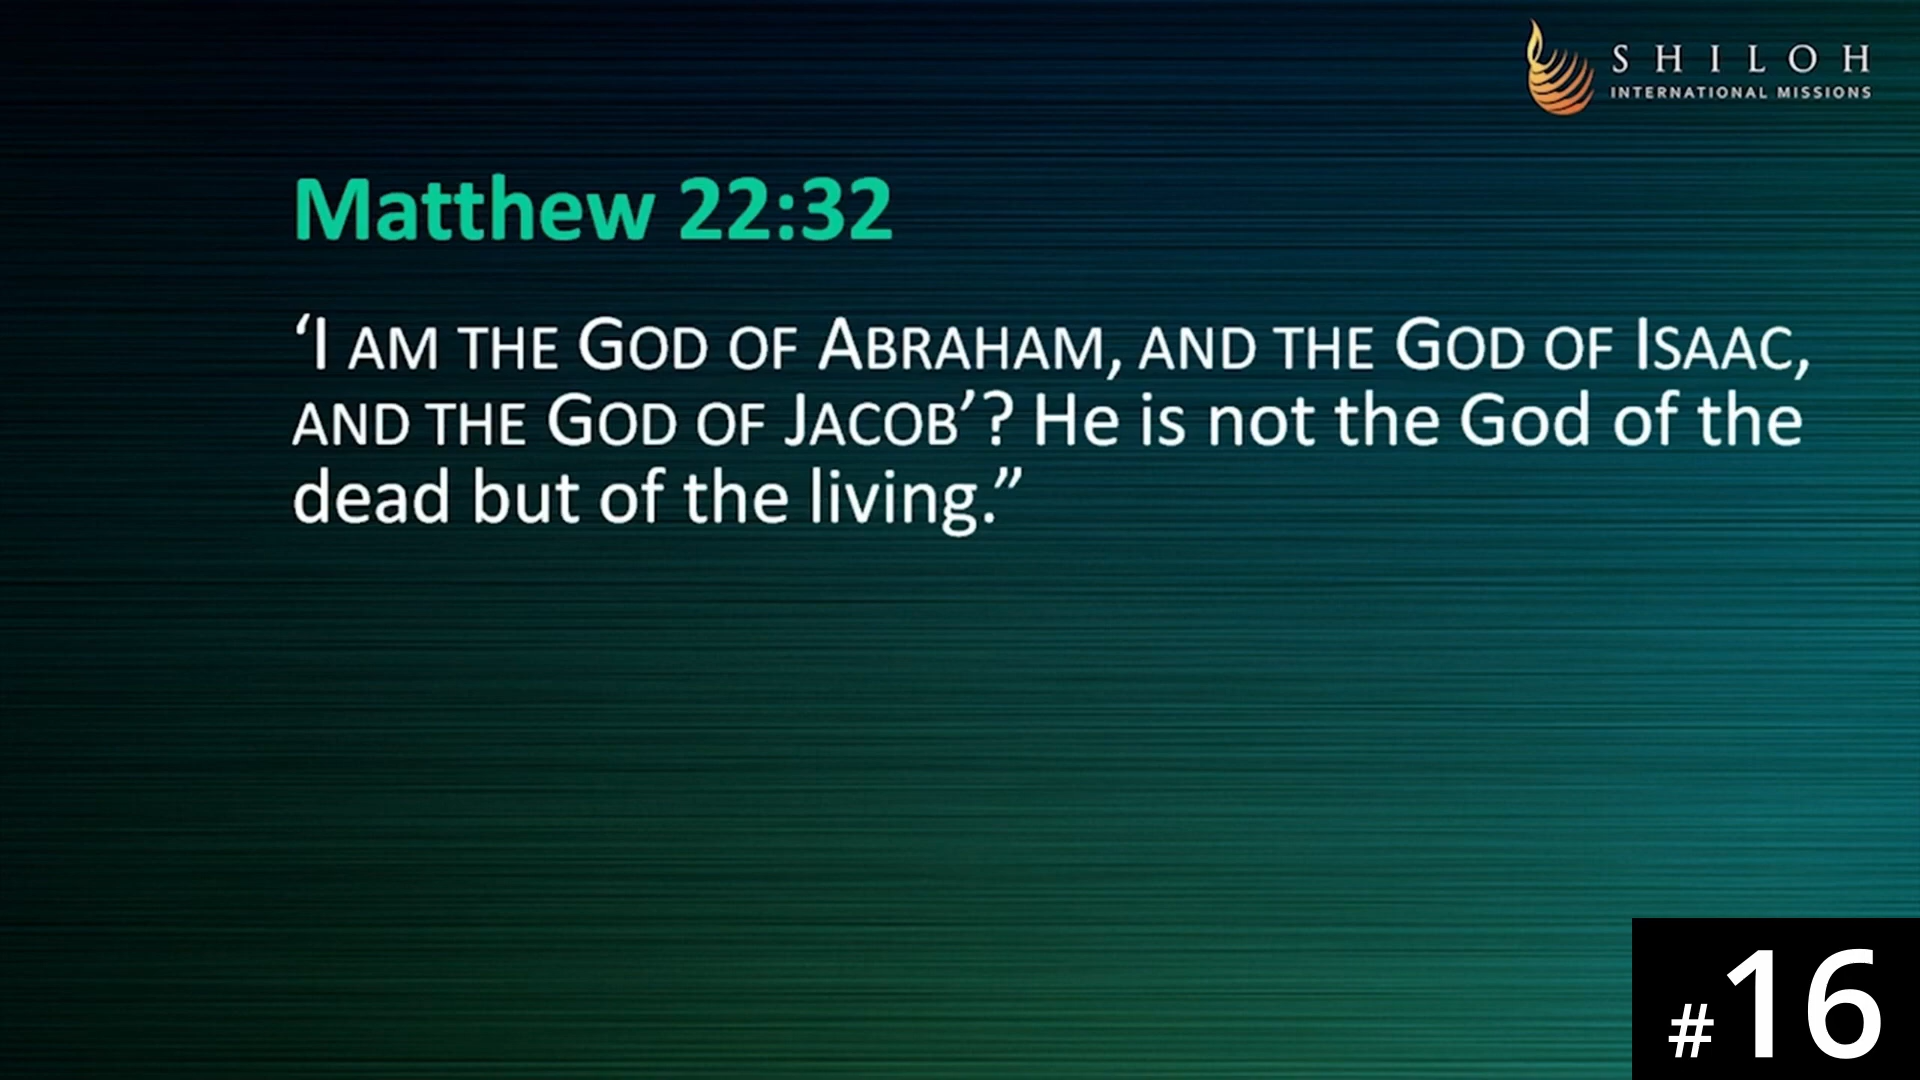 SHILOH
INTERNATIONAL MISSIONS
Matthew 22:32
‘I AM THE GOD OF ABRAHAM, AND THE GOD OF ISAAC,
AND THE GOD OF JACOB’? He is not the God of the
dead but of the living.”
#16